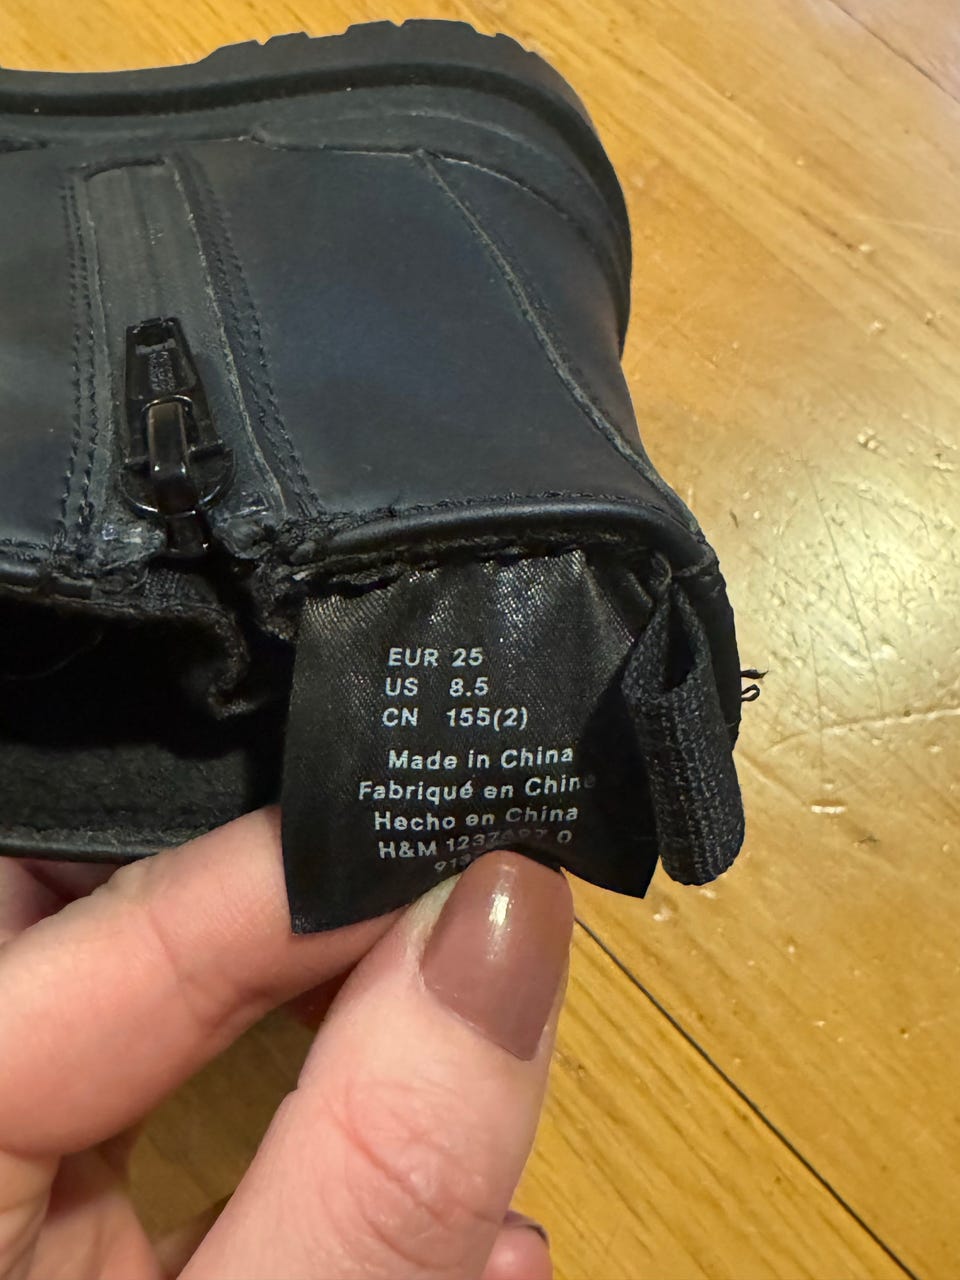 EUR 25
US 8.5
CN 155(2)
Made in China
Fabriqué en Chine
Hecho en China
H&M